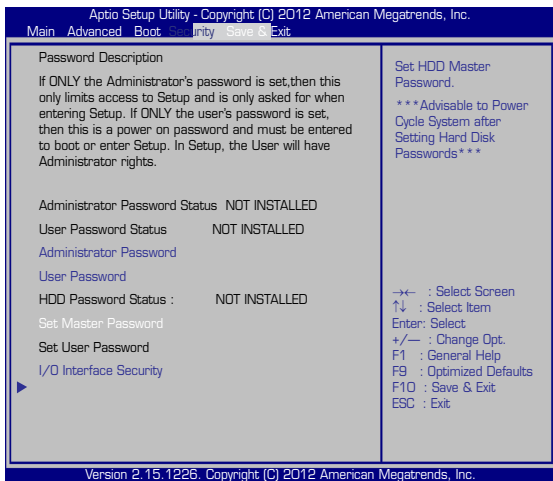 Aptio Setup Utility - Copyright (C) 2012 American Megatrends, Inc.
Main Advanced Boot Security Save & Exit
Password Description
If ONLY the Administrator's password is set,then this
only limits access to Setup and is only asked for when
entering Setup. If ONLY the user's password is set,
then this is a power on password and must be entered
to boot or enter Setup. In Setup, the User will have
Administrator rights.
Administrator Password Status NOT INSTALLED
User Password Status NOT INSTALLED
Administrator Password
User Password
HDD Password Status : NOT INSTALLED
Set Master Password
Set User Password
I/O Interface Security
Set HDD Master
Password.
***Advisable to Power
Cycle System after
Setting Hard Disk
Passwords***
→← : Select Screen
↑↓ : Select Item
Enter: Select
+/— : Change Opt.
F1 : General Help
F9 : Optimized Defaults
F10 : Save & Exit
ESC : Exit
Version 2.15.1226. Copyright (C) 2012 American Megatrends, Inc.